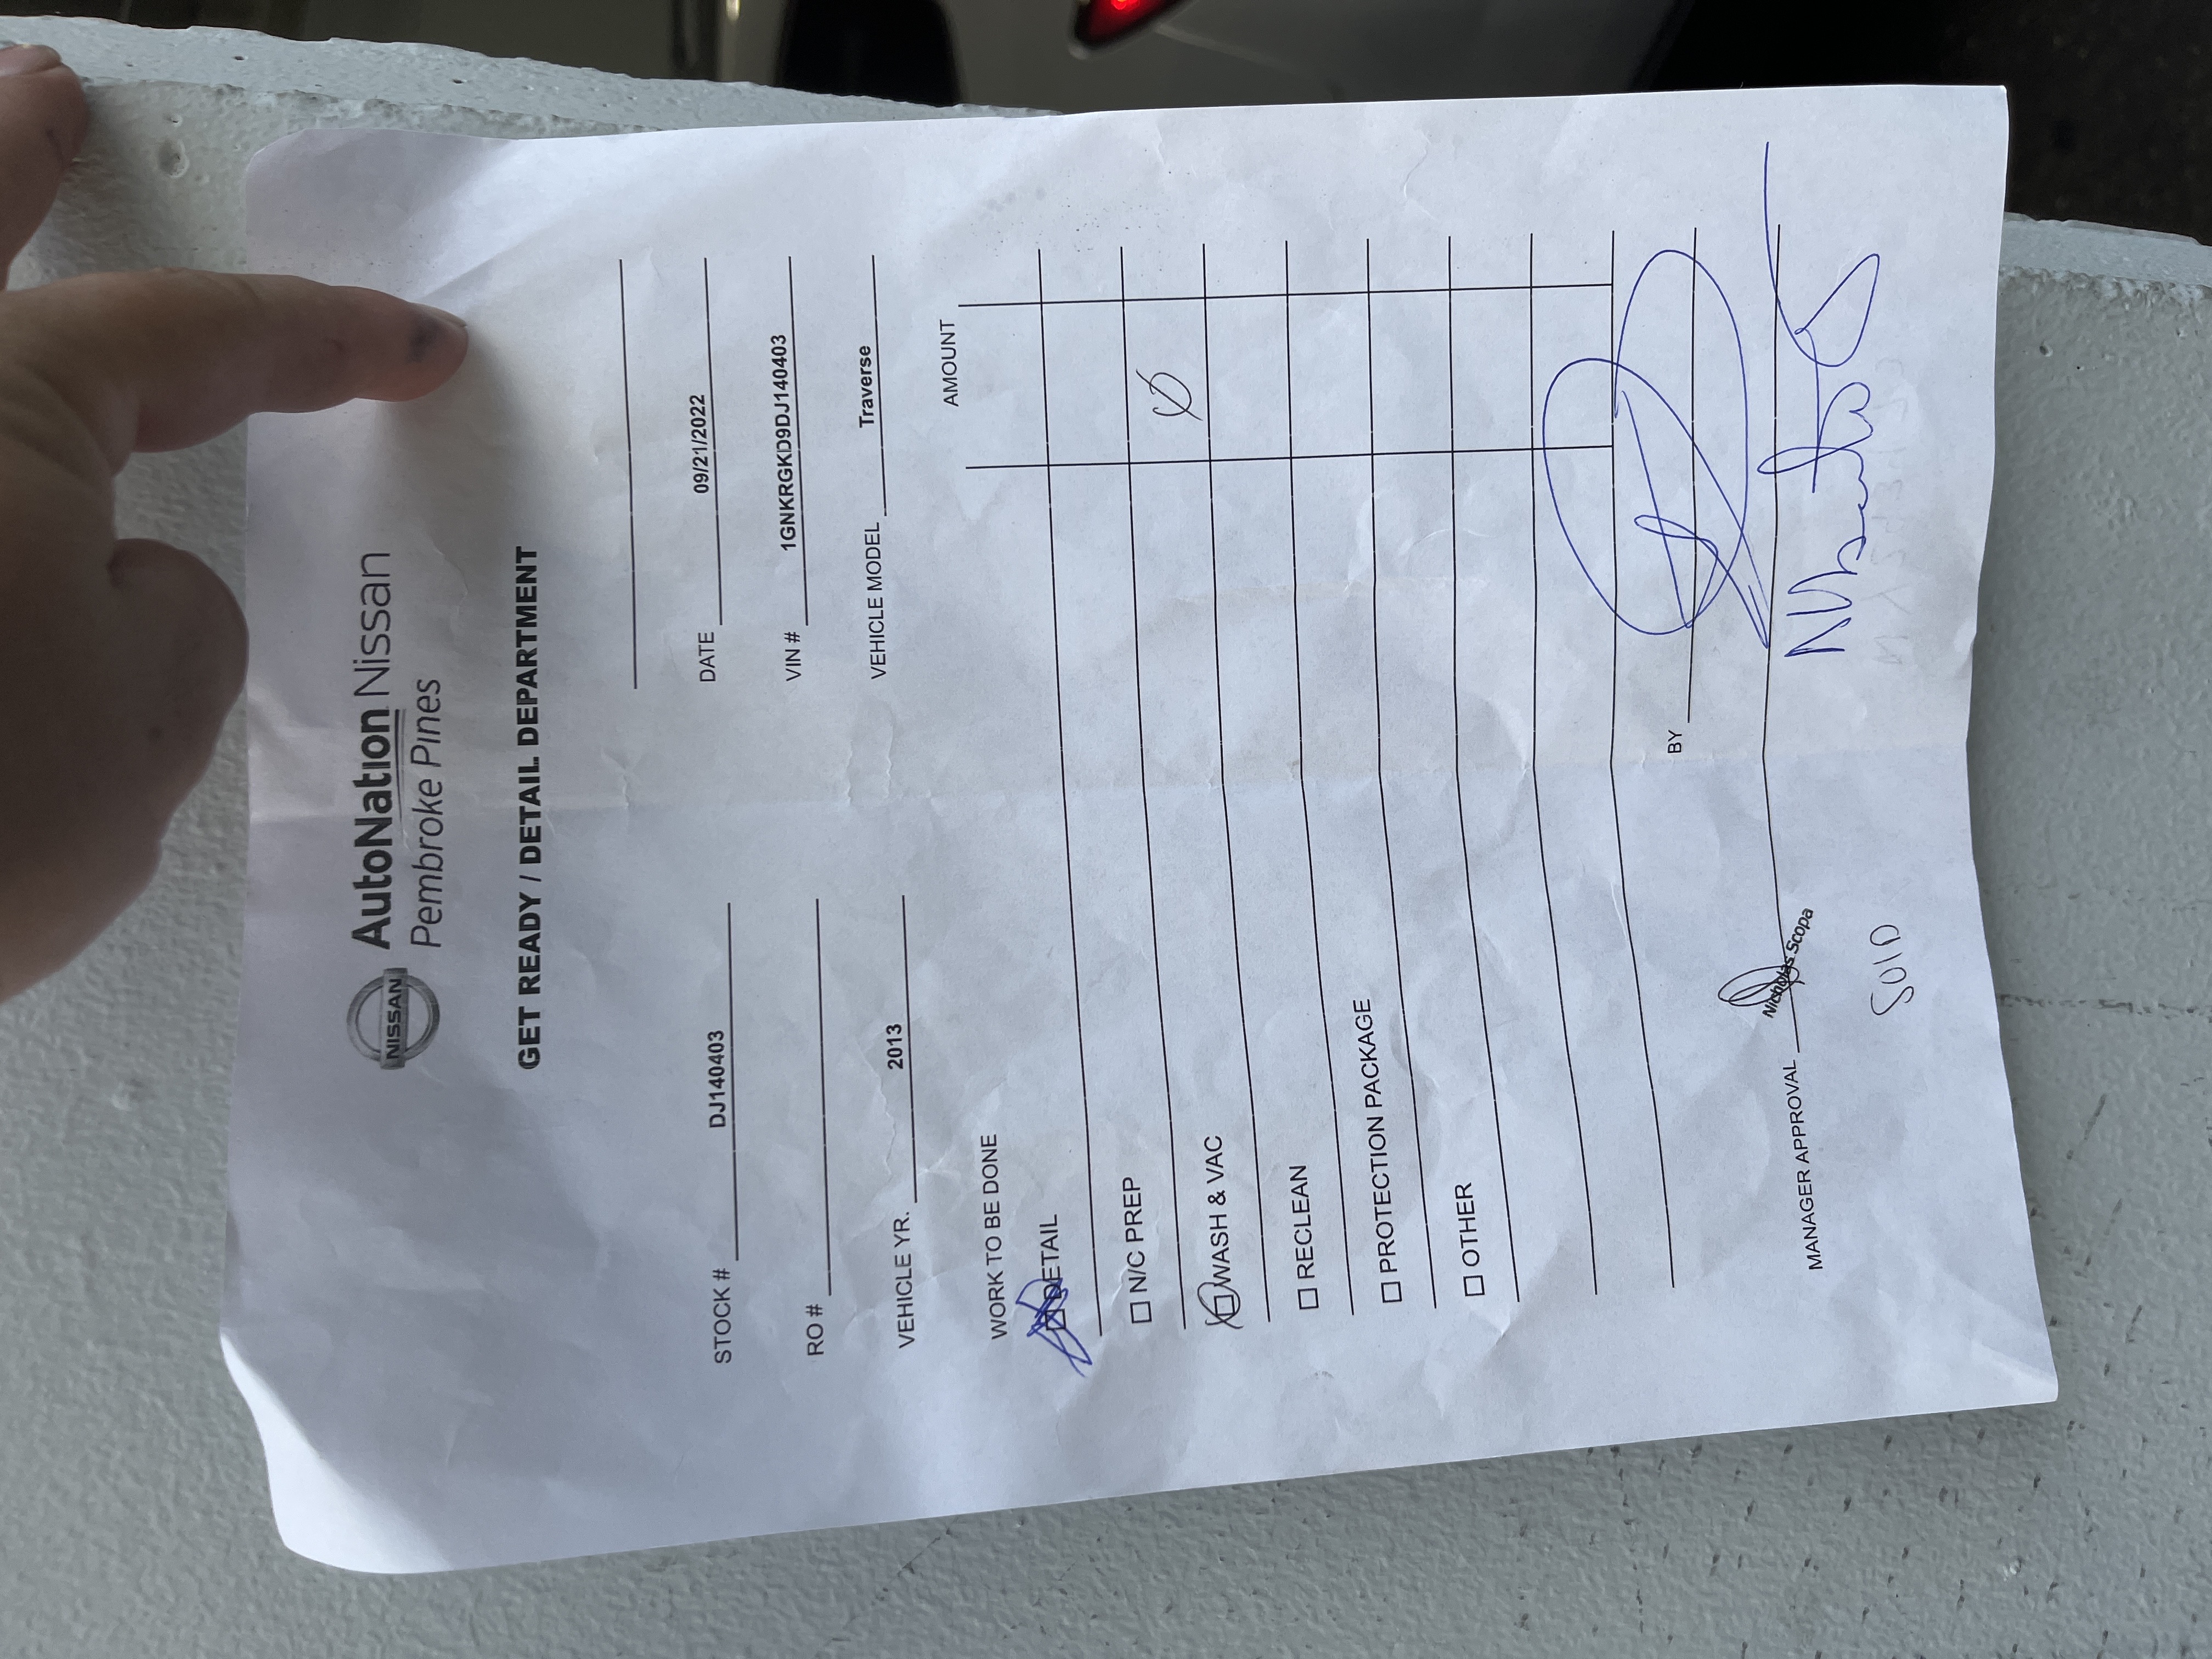 NISSAN
AutoNation Nissan
Pembroke Pines
GET READY / DETAIL DEPARTMENT
STOCK # DJ140403 DATE 09/21/2022
RO # VIN # 1GNKRGKD9DJ140403
VEHICLE YR. 2013 VEHICLE MODEL Traverse
WORK TO BE DONE AMOUNT
DETAIL
N/C PREP
WASH & VAC
RECLEAN
PROTECTION PACKAGE
OTHER
BY
MANAGER APPROVAL Nicholas Scopa
SOLD